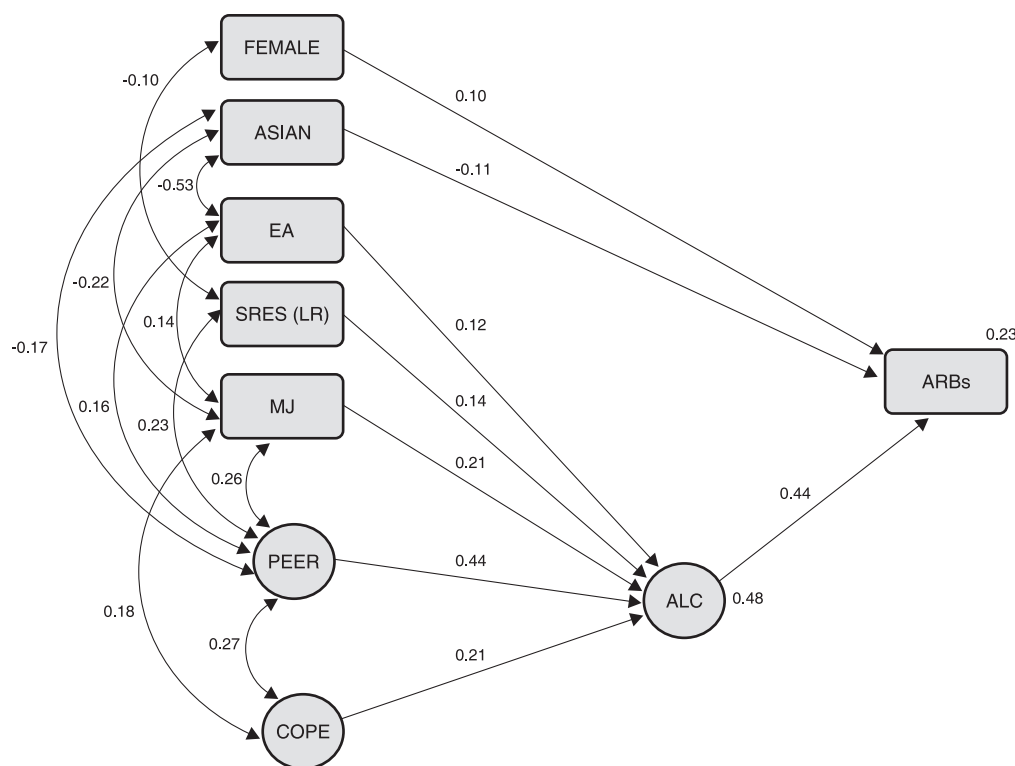 FEMALE
-0.10
0.10
ASIAN
-0.11
-0.53
EA
-0.22
SRES (LR)
0.14
0.12
0.23
-0.17
ARBs
MJ
0.16
0.14
0.23
0.21
0.26
0.44
PEER
0.44
ALC
0.48
0.18
0.27
0.21
COPE